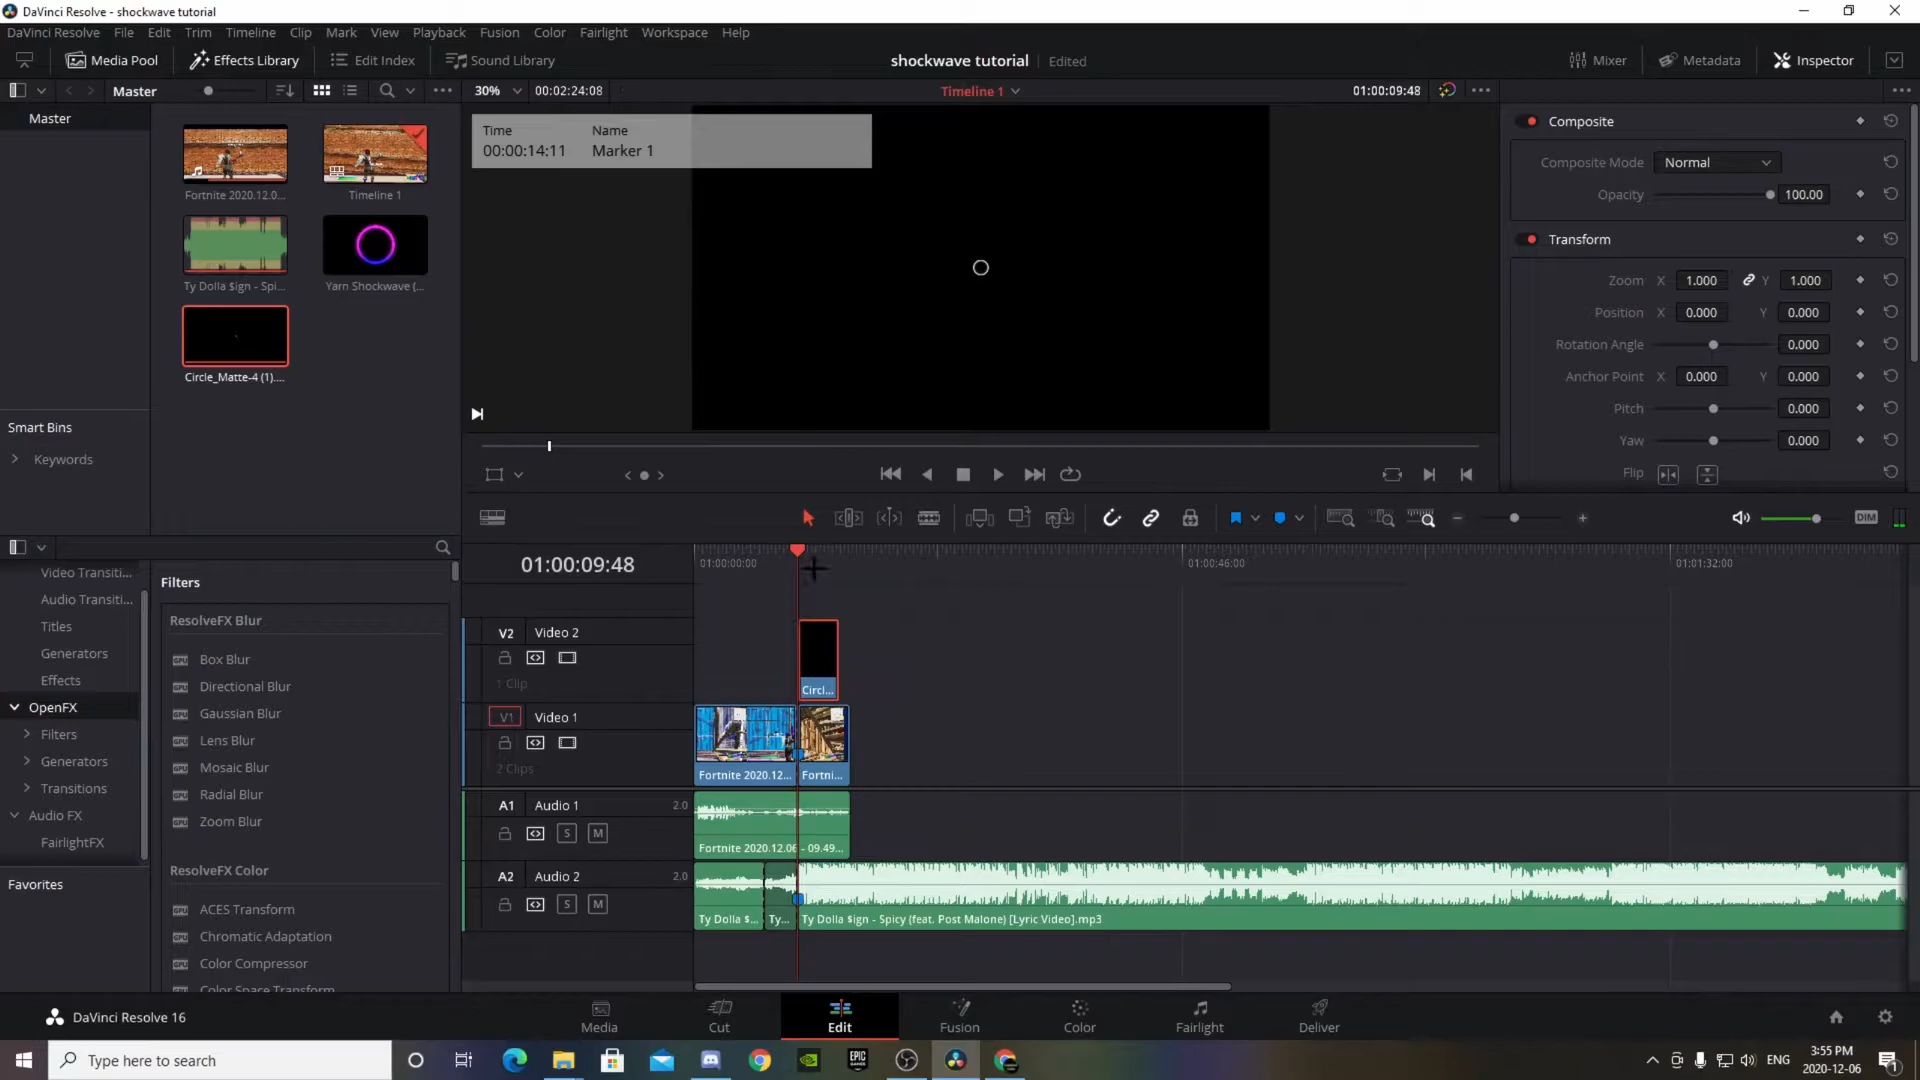 DaVinci Resolve - shockwave tutorial
DaVinci Resolve File Edit Trim Timeline Clip Mark View Playback Fusion Color Fairlight Workspace Help
Media Pool Effects Library Edit Index Sound Library shockwave tutorial Edited Mixer Metadata Inspector
Master 30% 00:02:24:08 Timeline 1 01:00:09:48
Master
Fortnite 2020.12.0...
Timeline 1
Ty Dolla $ign - Spi...
Yarn Shockwave (...
Circle_Matte-4 (1)....
Smart Bins
Keywords
Time Name
00:00:14:11 Marker 1
Composite
Composite Mode Normal
Opacity 100.00
Transform
Zoom X 1.000 Y 1.000
Position X 0.000 Y 0.000
Rotation Angle 0.000
Anchor Point X 0.000 Y 0.000
Pitch 0.000
Yaw 0.000
Flip
DIM
Video Transiti...
Audio Transiti...
Titles
Generators
Effects
OpenFX
Filters
Generators
Transitions
Audio FX
FairlightFX
Favorites
Filters
ResolveFX Blur
Box Blur
Directional Blur
Gaussian Blur
Lens Blur
Mosaic Blur
Radial Blur
Zoom Blur
ResolveFX Color
ACES Transform
Chromatic Adaptation
Color Compressor
Color Space Transform
01:00:09:48
01:00:00:00 01:00:46:00 01:01:32:00
V2 Video 2
1 Clip
Circl...
V1 Video 1
2 Clips
Fortnite 2020.12... Fortni...
A1 Audio 1 2.0
S M
Fortnite 2020.12.06 - 09.49...
A2 Audio 2 2.0
S M
Ty Dolla $... Ty... Ty Dolla $ign - Spicy (feat. Post Malone) [Lyric Video].mp3
DaVinci Resolve 16
Media Cut Edit Fusion Color Fairlight Deliver
Type here to search
EPIC GAMES
ENG
3:55 PM
2020-12-06
1